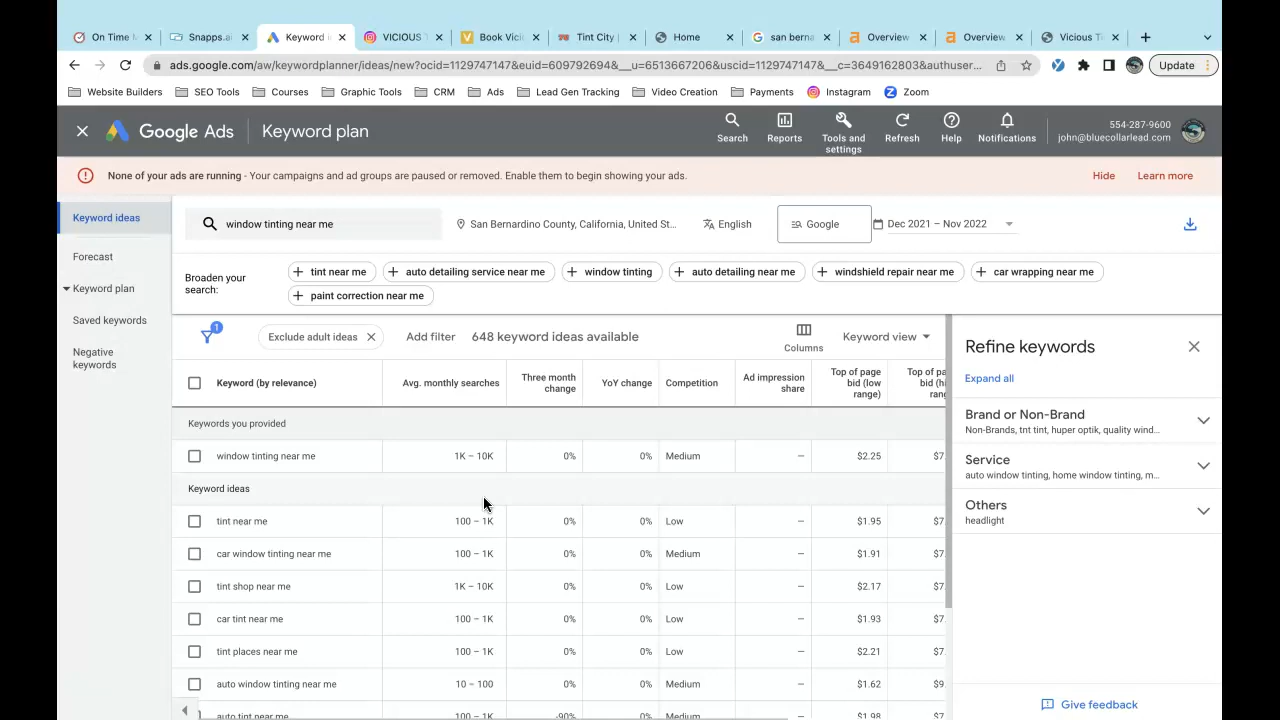 On Time M
Snapps.ai
Keyword i
VICIOUS T
Book Vici
Tint City |
Home
san berna
Overview
Overview
Vicious Ti
ads.google.com/aw/keywordplanner/ideas/new?ocid=1129747147&euid=609792694&__u=6513667206&uscid=1129747147&__c=3649162803&authuser...
Update
Website Builders
SEO Tools
Courses
Graphic Tools
CRM
Ads
Lead Gen Tracking
Video Creation
Payments
Instagram
Zoom
Google Ads
Keyword plan
Search
Reports
Tools and
settings
Refresh
Help
Notifications
554-287-9600
john@bluecollarlead.com
None of your ads are running - Your campaigns and ad groups are paused or removed. Enable them to begin showing your ads.
Hide
Learn more
Keyword ideas
Forecast
Keyword plan
Saved keywords
Negative
keywords
window tinting near me
San Bernardino County, California, United St...
English
Google
Dec 2021 – Nov 2022
Broaden your
search:
tint near me
auto detailing service near me
window tinting
auto detailing near me
windshield repair near me
car wrapping near me
paint correction near me
1
Exclude adult ideas
Add filter
648 keyword ideas available
Columns
Keyword view
Keyword (by relevance)
Avg. monthly searches
Three month
change
YoY change
Competition
Ad impression
share
Top of page
bid (low
range)
Top of pa
bid (hi
rang
Keywords you provided
window tinting near me 1K – 10K 0% 0% Medium – $2.25 $7.
Keyword ideas
tint near me 100 – 1K 0% 0% Low – $1.95 $7.
car window tinting near me 100 – 1K 0% 0% Medium – $1.91 $7.
tint shop near me 1K – 10K 0% 0% Low – $2.17 $7.
car tint near me 100 – 1K 0% 0% Low – $1.93 $7.
tint places near me 100 – 1K 0% 0% Low – $2.21 $7.
auto window tinting near me 10 – 100 0% 0% Medium – $1.62 $9.
auto tint near me 100 – 1K -90% 0% Medium – $1.98 $7.
Refine keywords
Expand all
Brand or Non-Brand
Non-Brands, tnt tint, huper optik, quality wind...
Service
auto window tinting, home window tinting, m...
Others
headlight
Give feedback